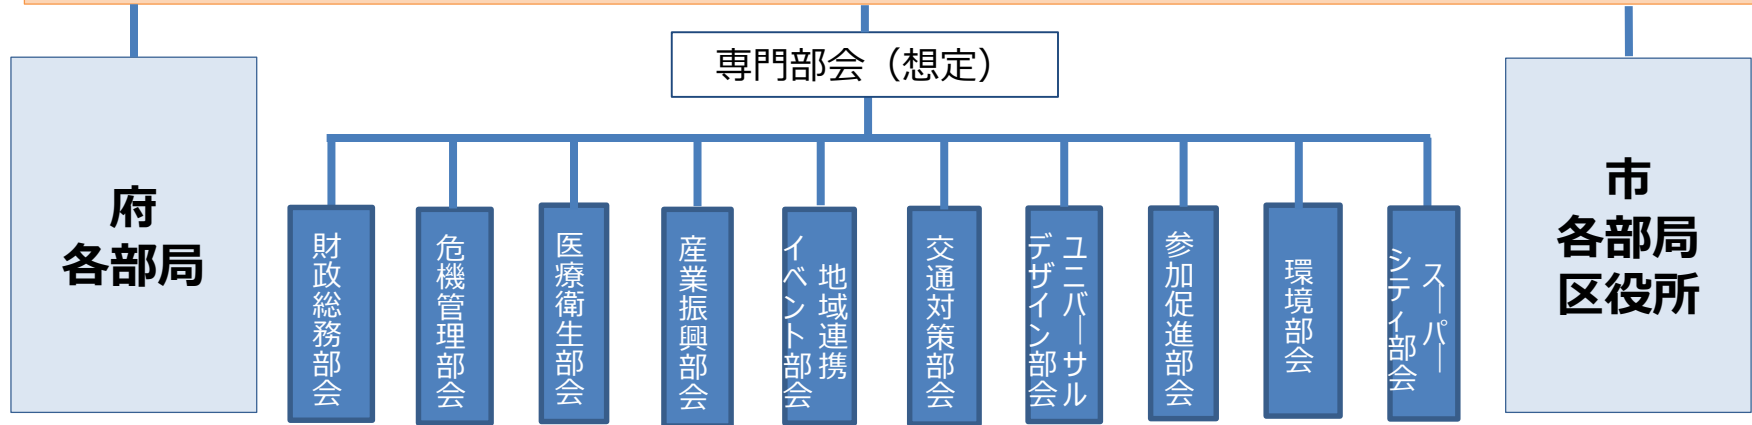 専門部会（想定）
府
各部局
財政総務部会
危機管理部会
医療衛生部会
産業振興部会
地域連携
イベント部会
交通対策部会
ユニバーサル
デザイン部会
参加促進部会
環境部会
スーパー
シティ部会
市
各部局
区役所